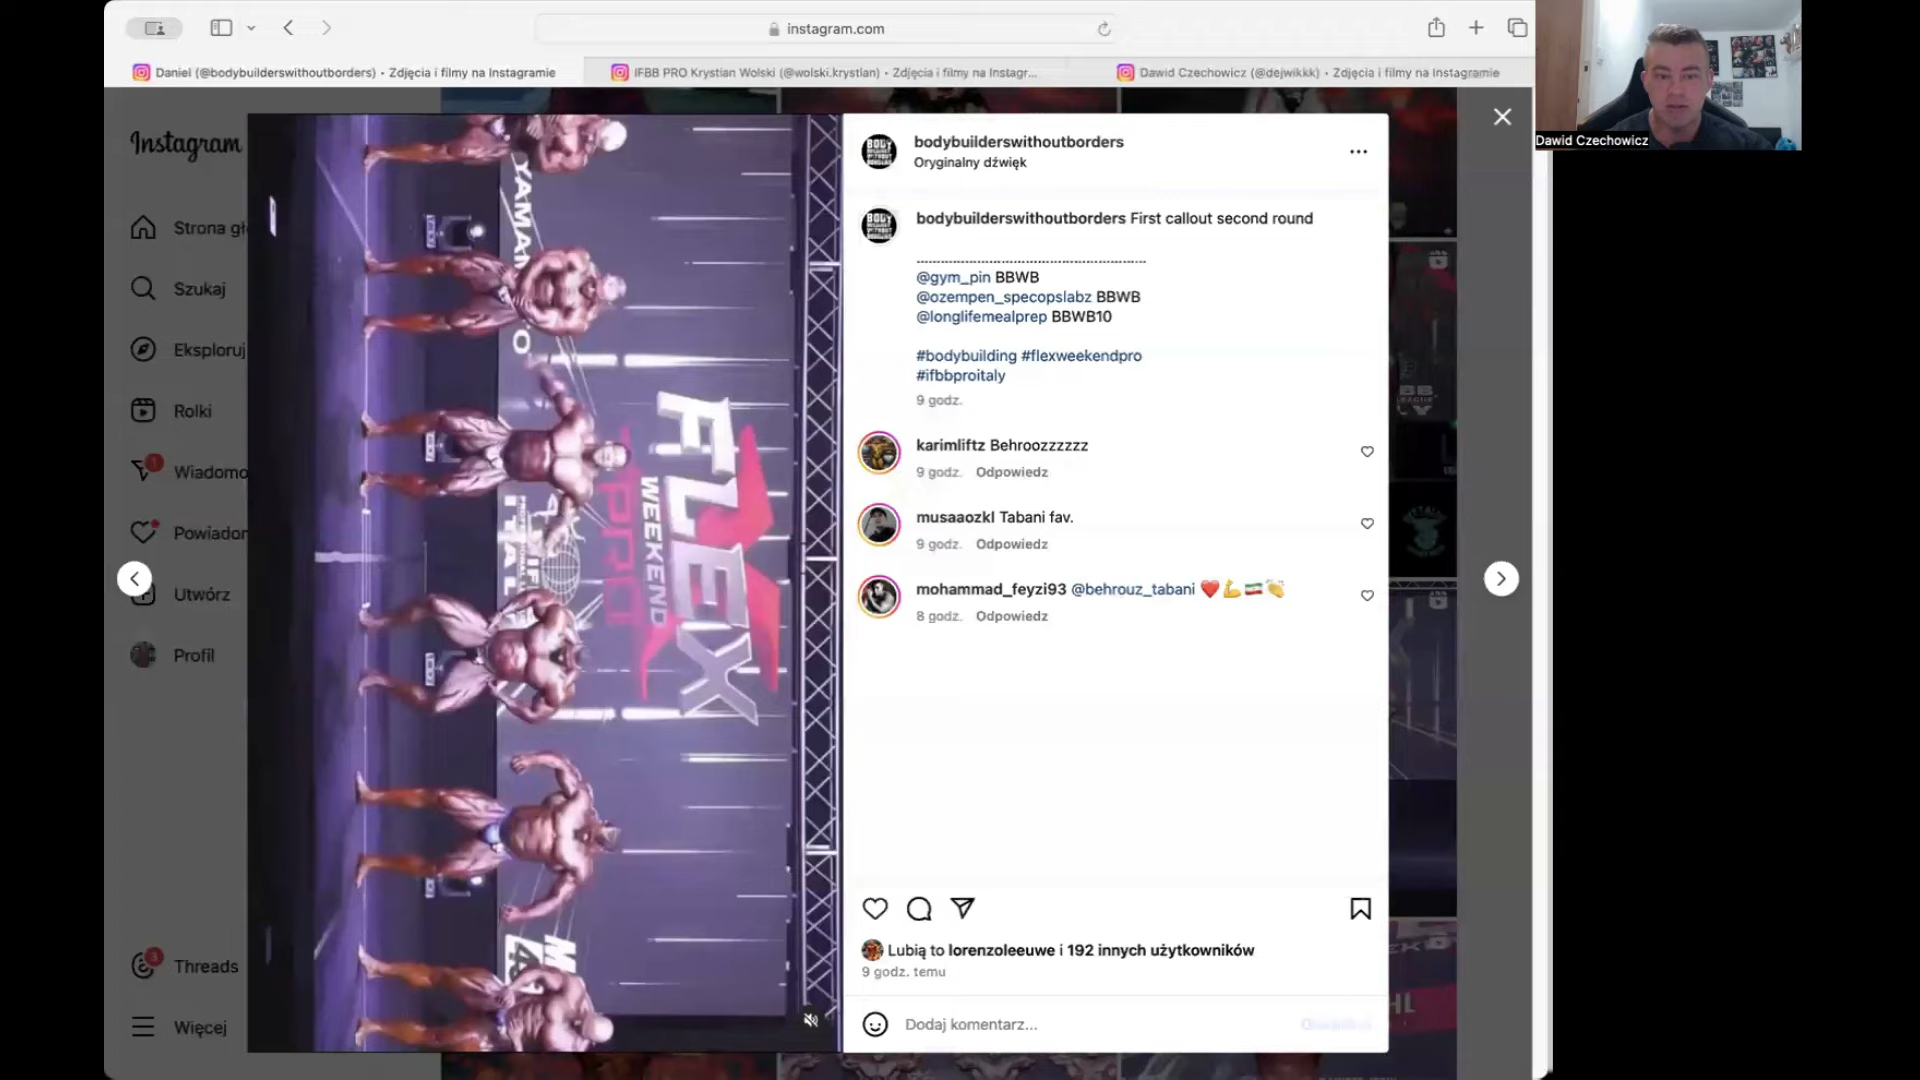 instagram.com
Daniel (@bodybuilderswithoutborders) • Zdjęcia i filmy na Instagramie
IFBB PRO Krystian Wolski (@wolski.krystian) • Zdjęcia i filmy na Instagr...
Dawid Czechowicz (@dejwikkk) • Zdjęcia i filmy na Instagramie
Dawid Czechowicz
Instagram
Strona
Szukaj
Eksploruj
Rolki
1
Wiadomo
Powiador
Utwórz
Profil
3
Threads
Więcej
FLEX
WEEKEND
PRO
bodybuilderswithoutborders
Oryginalny dźwięk
bodybuilderswithoutborders First callout second round
@gym_pin BBWB
@ozempen_specopslabz BBWB
@longlifemealprep BBWB10
#bodybuilding #flexweekendpro
#ifbbproitaly
9 godz.
karimliftz Behroozzzzzz
9 godz. Odpowiedz
musaaozkl Tabani fav.
9 godz. Odpowiedz
mohammad_feyzi93 @behrouz_tabani ❤️💪🇮🇷👏
8 godz. Odpowiedz
Lubią to lorenzoleeuwe i 192 innych użytkowników
9 godz. temu
Dodaj komentarz...